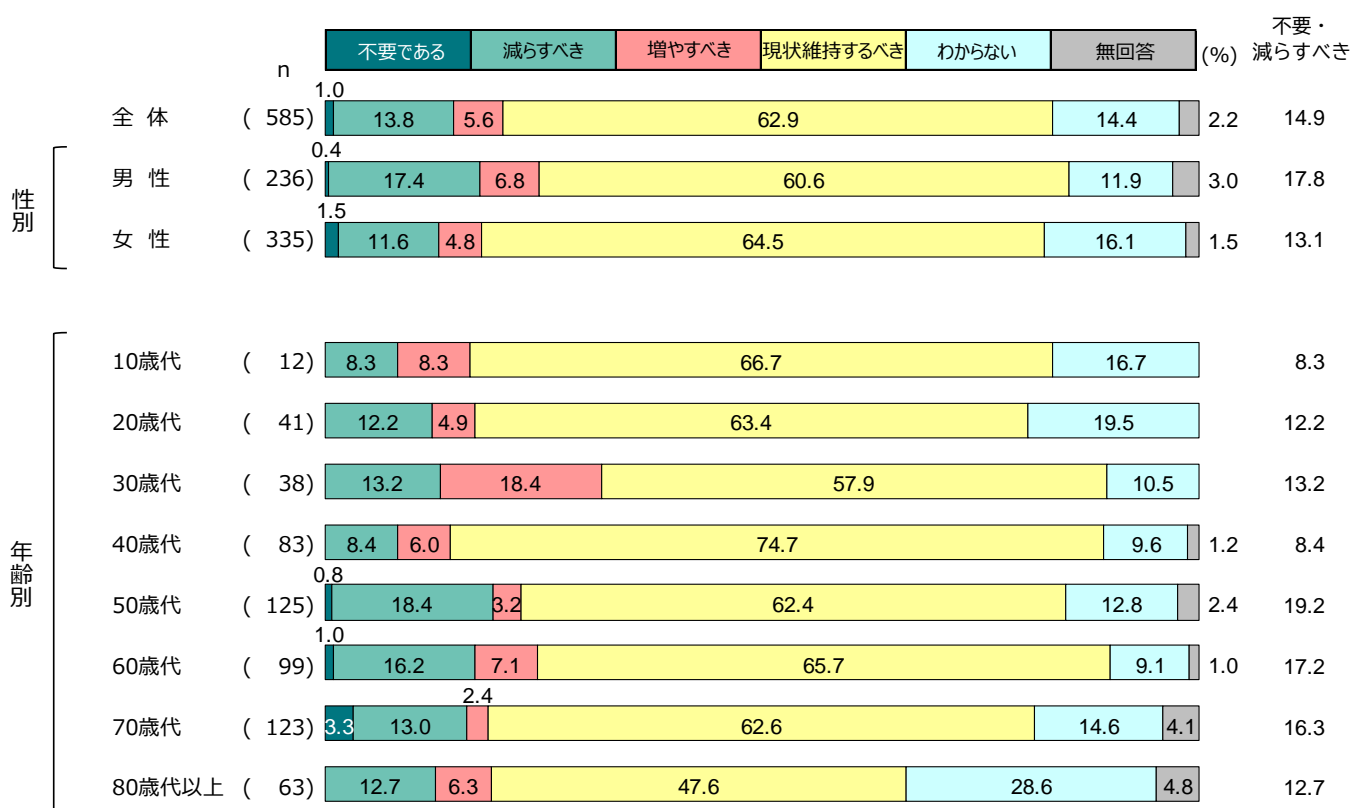 不要である 減らすべき 増やすべき 現状維持するべき わからない 無回答 (%) 不要・
減らすべき
n
全 体 ( 585) 1.0 13.8 5.6 62.9 14.4 2.2 14.9
性別
男 性 ( 236) 0.4 17.4 6.8 60.6 11.9 3.0 17.8
女 性 ( 335) 1.5 11.6 4.8 64.5 16.1 1.5 13.1
年齢別
10歳代 ( 12) 8.3 8.3 66.7 16.7 8.3
20歳代 ( 41) 12.2 4.9 63.4 19.5 12.2
30歳代 ( 38) 13.2 18.4 57.9 10.5 13.2
40歳代 ( 83) 8.4 6.0 74.7 9.6 1.2 8.4
50歳代 ( 125) 0.8 18.4 3.2 62.4 12.8 2.4 19.2
60歳代 ( 99) 1.0 16.2 7.1 65.7 9.1 1.0 17.2
70歳代 ( 123) 3.3 13.0 2.4 62.6 14.6 4.1 16.3
80歳代以上 ( 63) 12.7 6.3 47.6 28.6 4.8 12.7